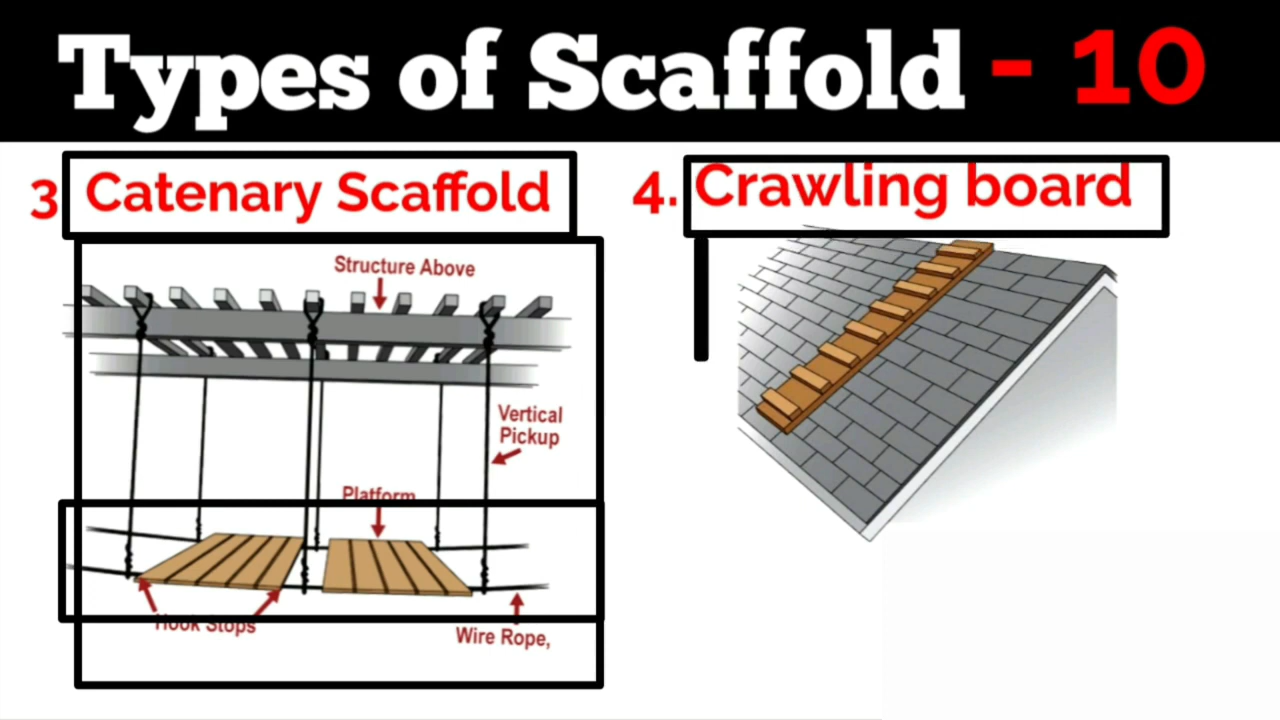 Types of Scaffold - 10
3 Catenary Scaffold
4. Crawling board
Structure Above
Vertical
Pickup
Platform
Hook Stops
Wire Rope,